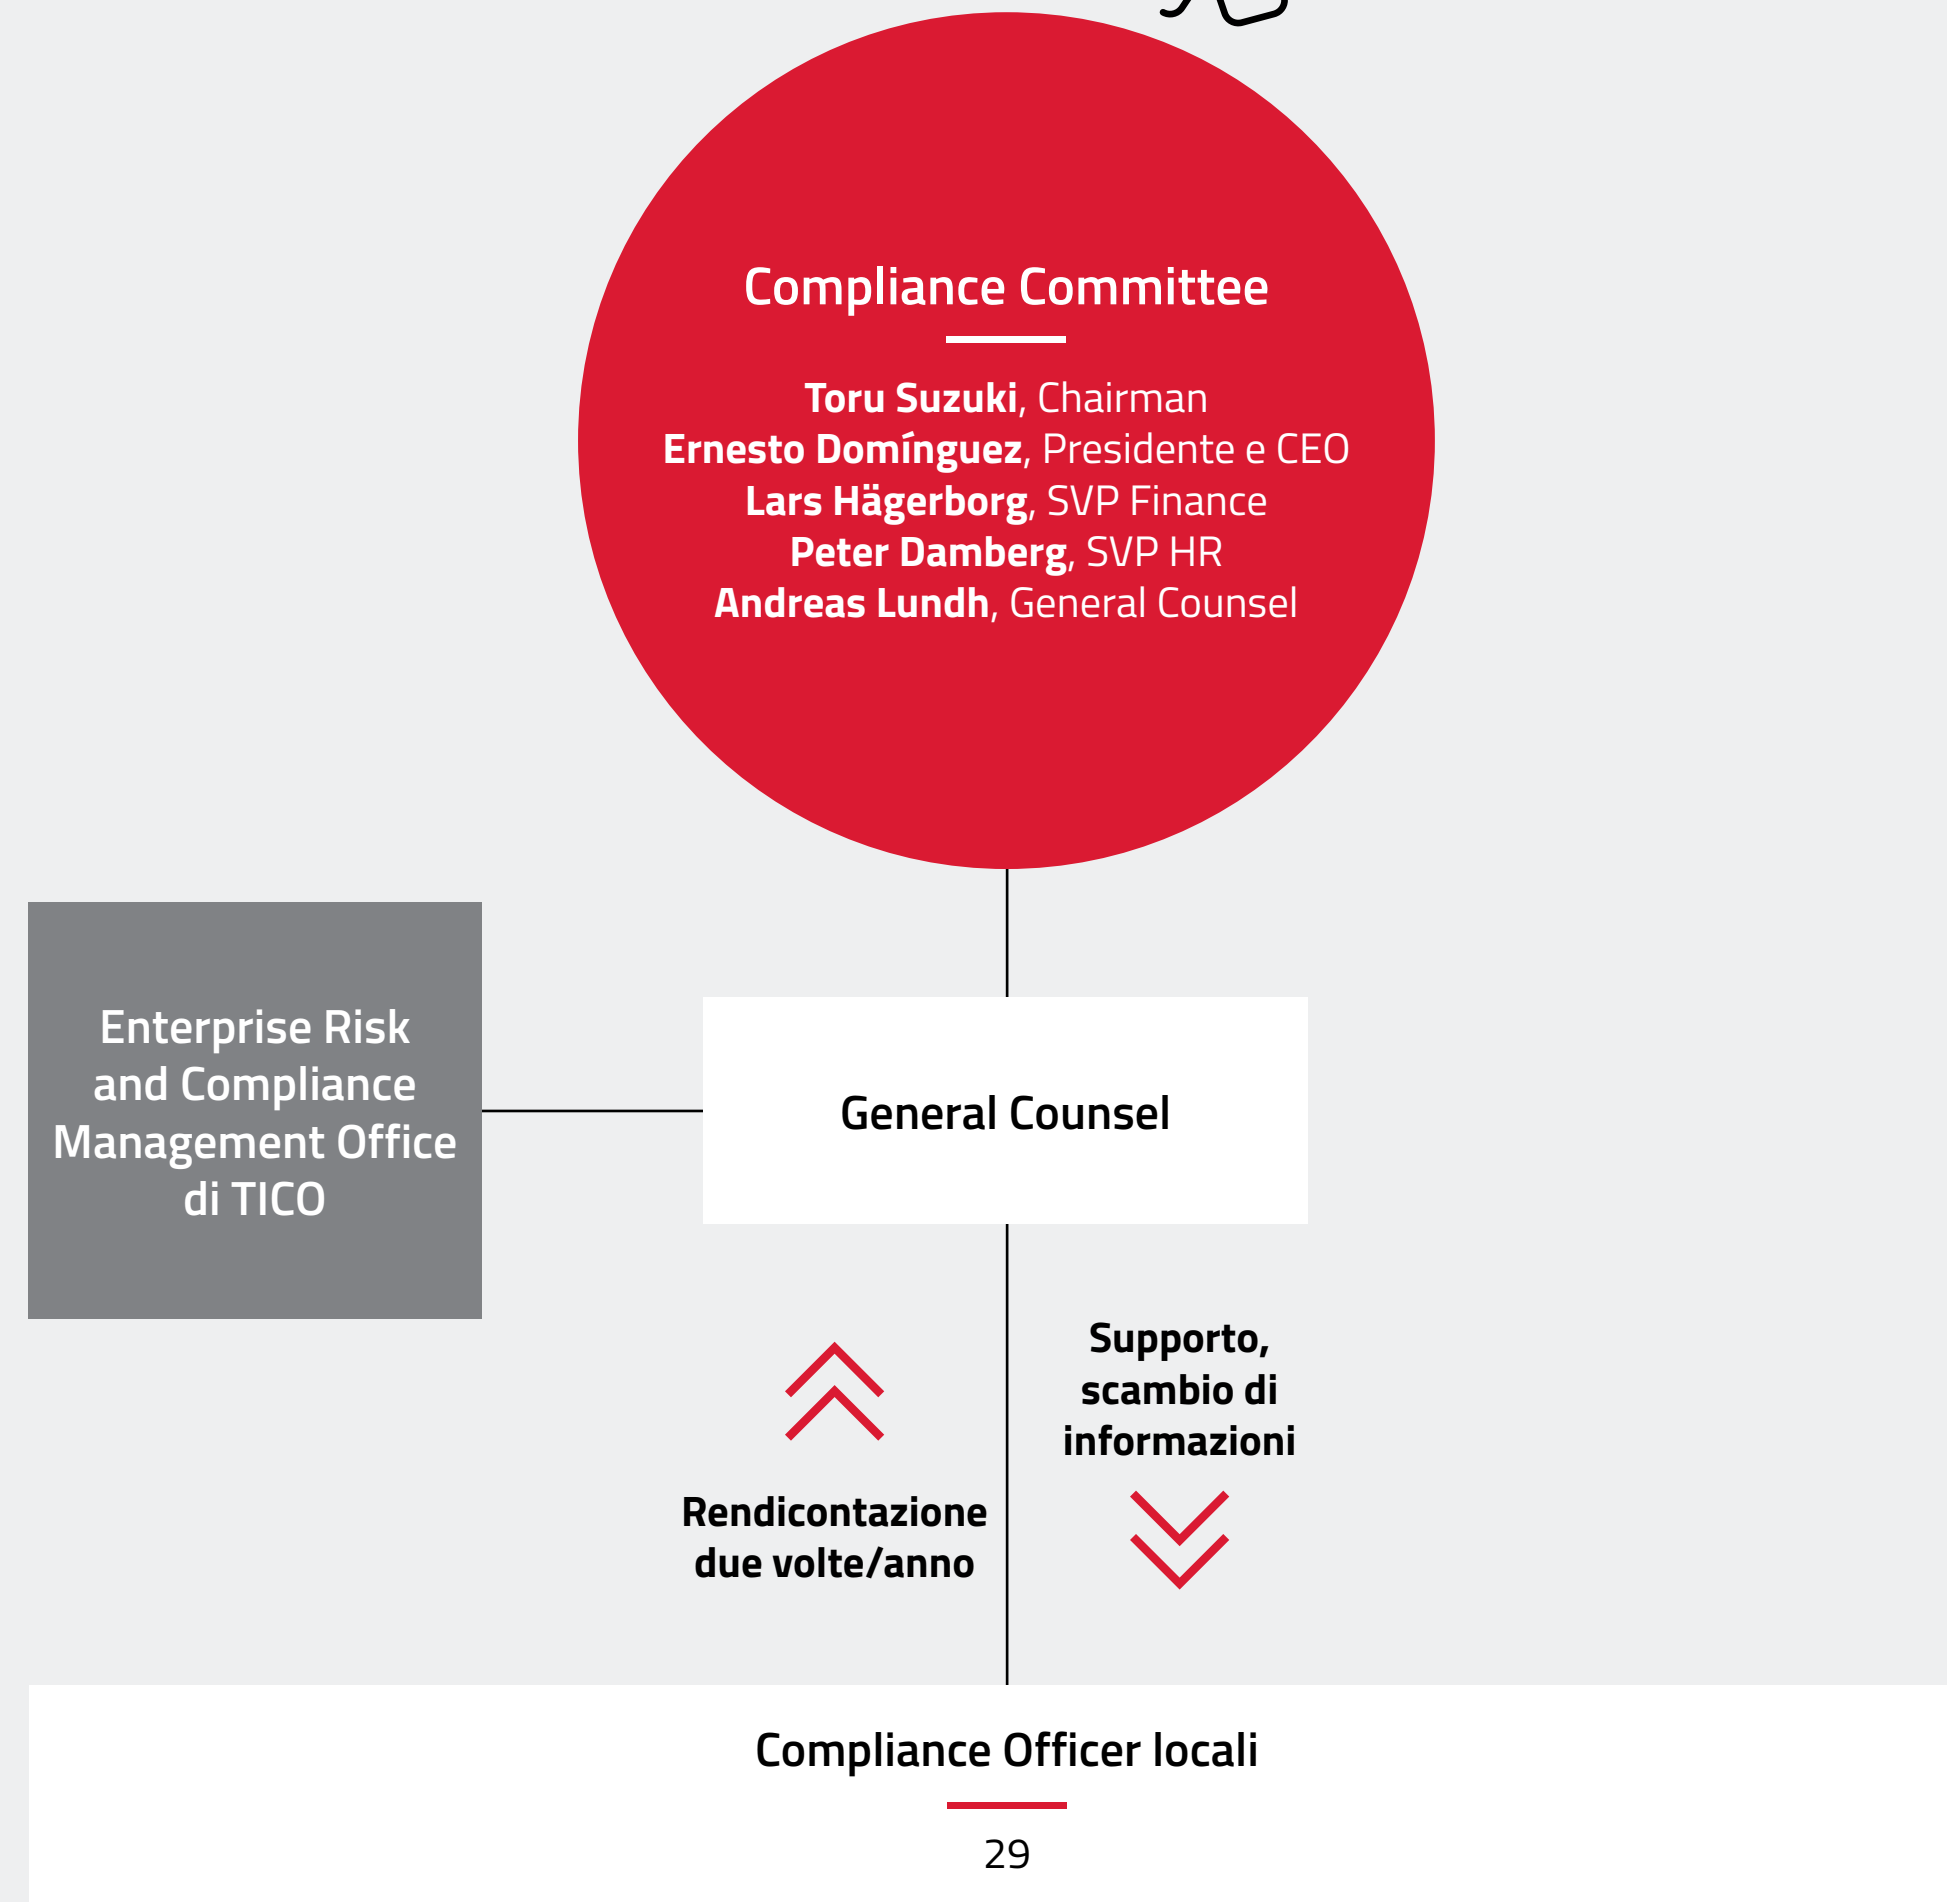 Compliance Committee
Toru Suzuki, Chairman
Ernesto Domínguez, Presidente e CEO
Lars Hägerborg, SVP Finance
Peter Damberg, SVP HR
Andreas Lundh, General Counsel
Enterprise Risk
and Compliance
Management Office
di TICO
General Counsel
Supporto,
scambio di
informazioni
Rendicontazione
due volte/anno
Compliance Officer locali
29